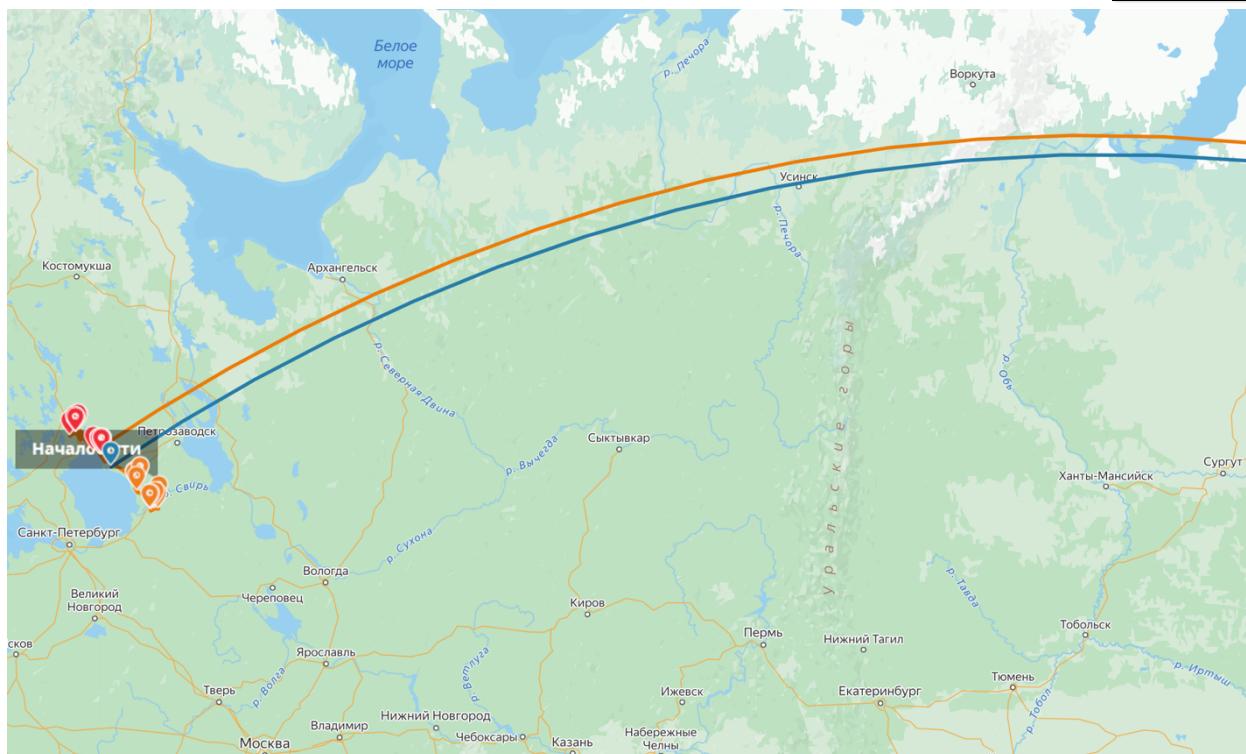 Белое
море
р. Печора
Воркута
Усинск
р. Печора
Костомукша
Архангельск
уральские горы
р. Обь
р. Северная Двина
Петрозаводск
Начало
ти
Сыктывкар
р. Вычегда
Сургут
Ханты-Мансийск
р. Свирь
Санкт-Петербург
р. Сухона
Вологда
р. Тавда
Великий
Новгород
Череповец
Киров
Тобольск
сков
Пермь
Нижний Тагил
Ярославль
р. Ветлуга
р. Иртыш
р. Волга
Тверь
Ижевск
Екатеринбург
Тюмень
р. Тобол
Нижний Новгород
Владимир
Чебоксары
Набережные
Челны
Москва
Казань